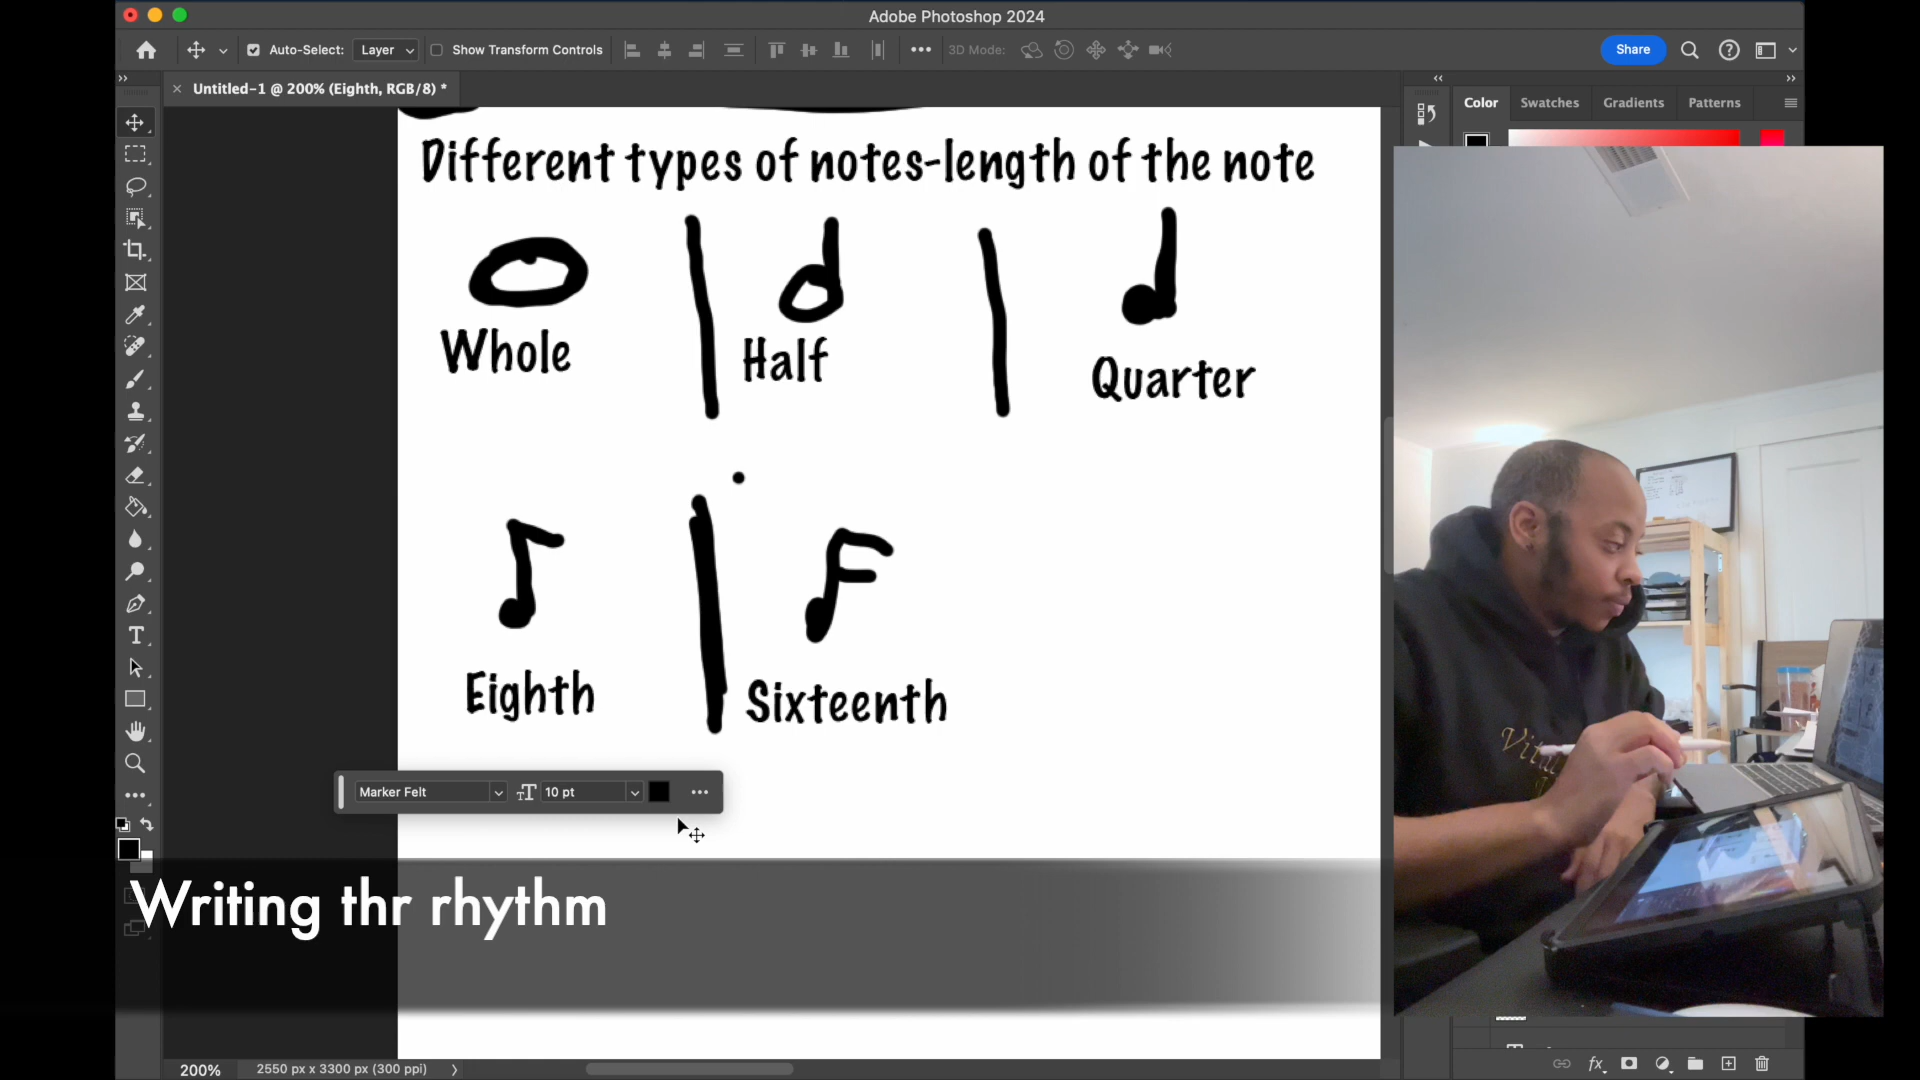 Adobe Photoshop 2024
Auto-Select: Layer Show Transform Controls 3D Mode: Share
Untitled-1 @ 200% (Eighth, RGB/8) *
Color Swatches Gradients Patterns
Different types of notes-length of the note
Whole Half Quarter
Eighth Sixteenth
Marker Felt 10 pt
Writing thr rhythm
200% 2550 px x 3300 px (300 ppi)
fx